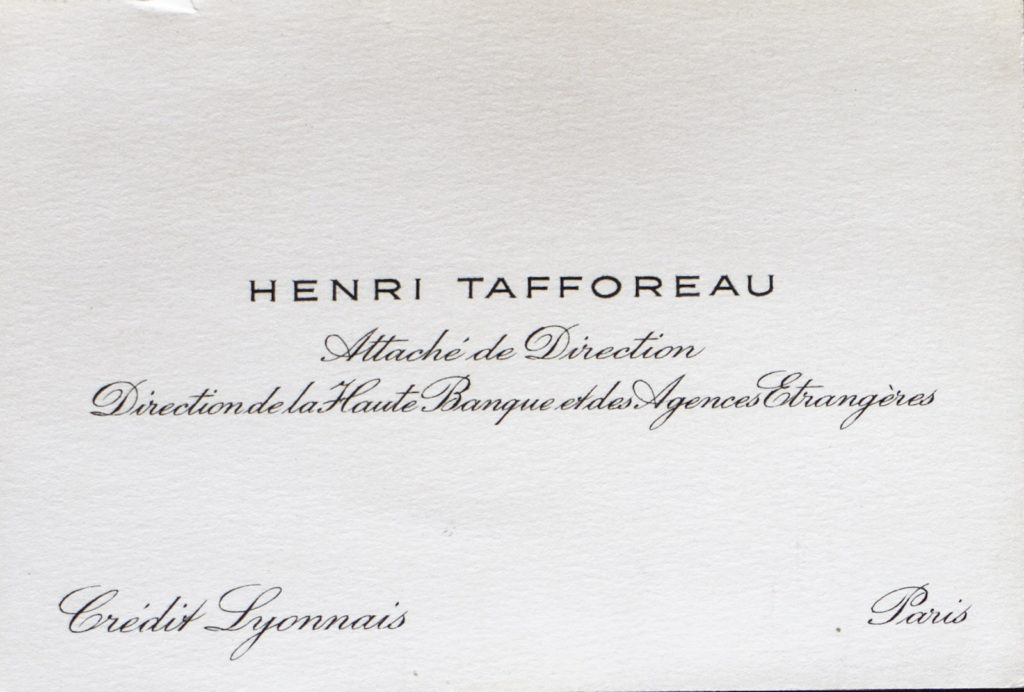 HENRI TAFFOREAU
Attaché de Direction
Direction de la Haute Banque et des Agences Etrangères
Crédit Lyonnais
Paris